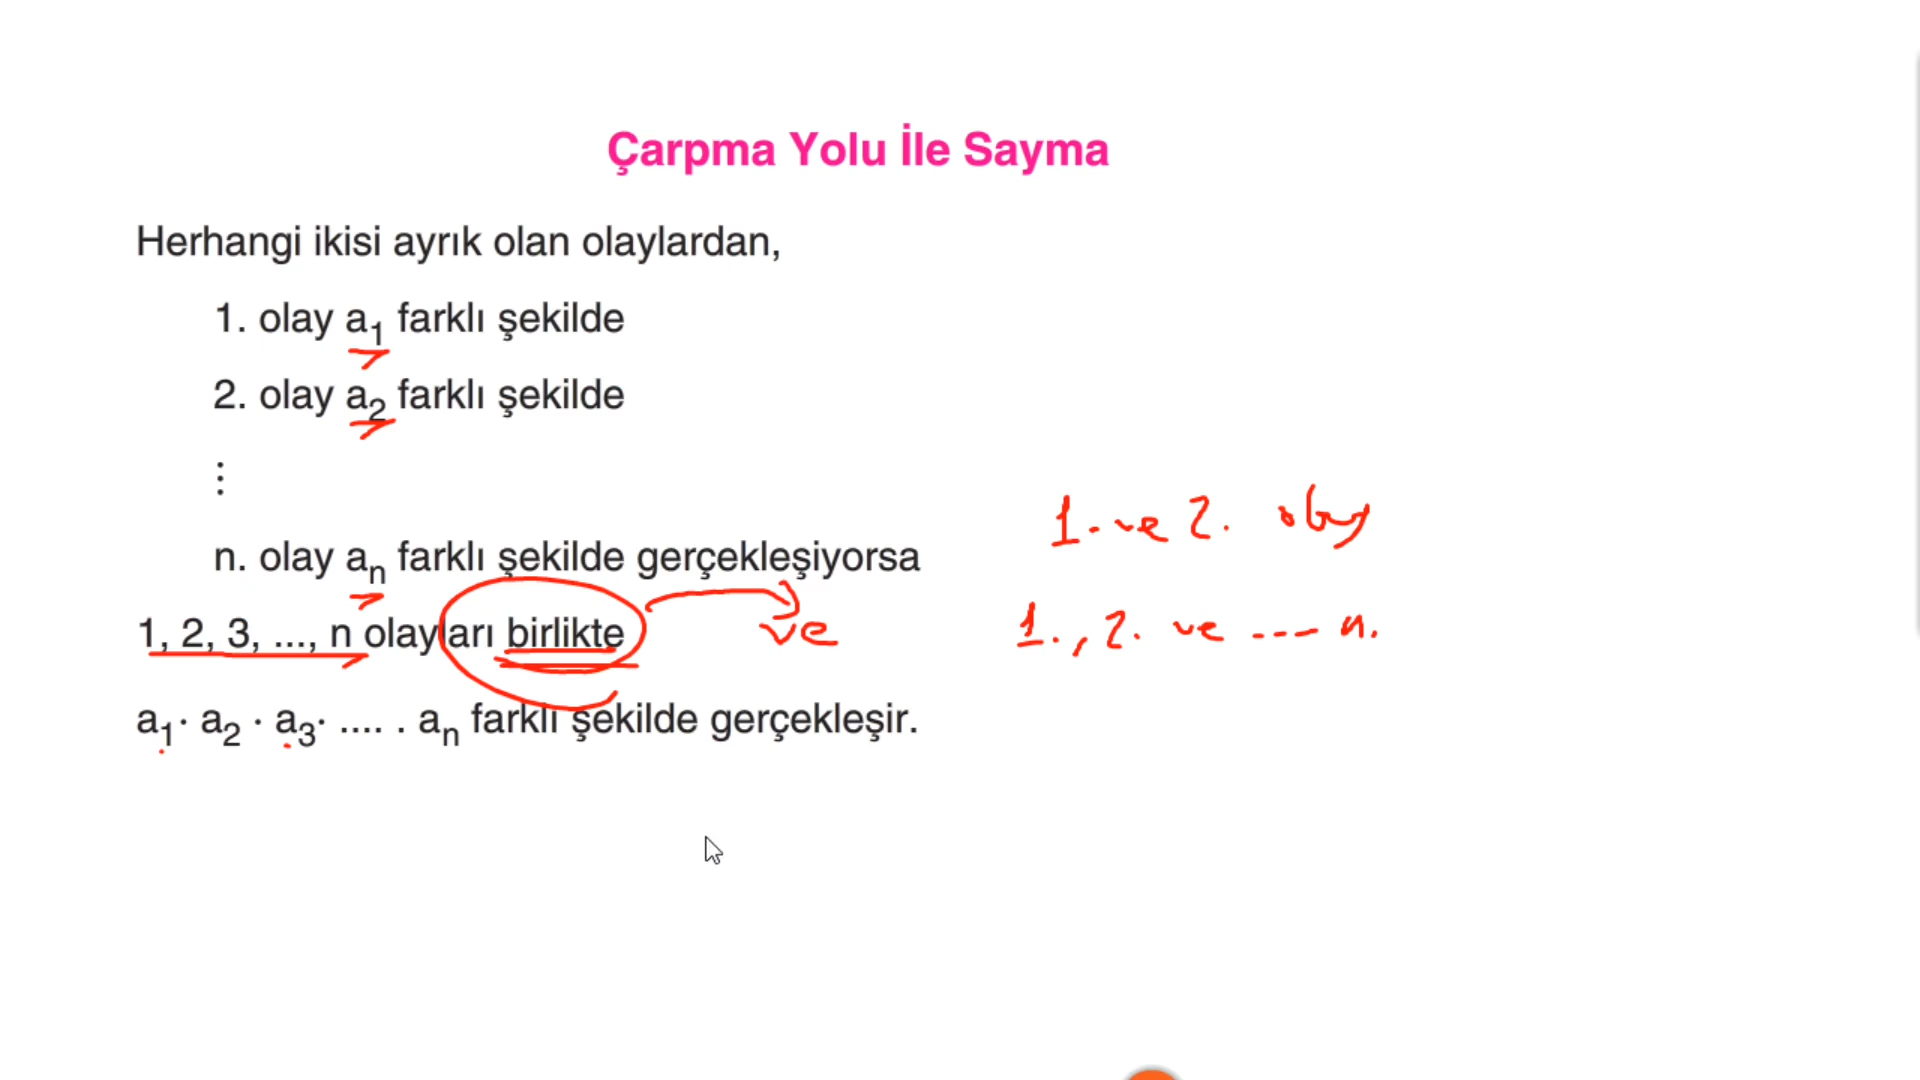 Çarpma Yolu İle Sayma
Herhangi ikisi ayrık olan olaylardan,
1. olay a₁ farklı şekilde
2. olay a₂ farklı şekilde
⋮
n. olay aₙ farklı şekilde gerçekleşiyorsa
1, 2, 3, ..., n olayları birlikte
ve
a₁· a₂ · a₃· .... . aₙ farklı şekilde gerçekleşir.
1. ve 2. olay
1. , 2. ve --- n.